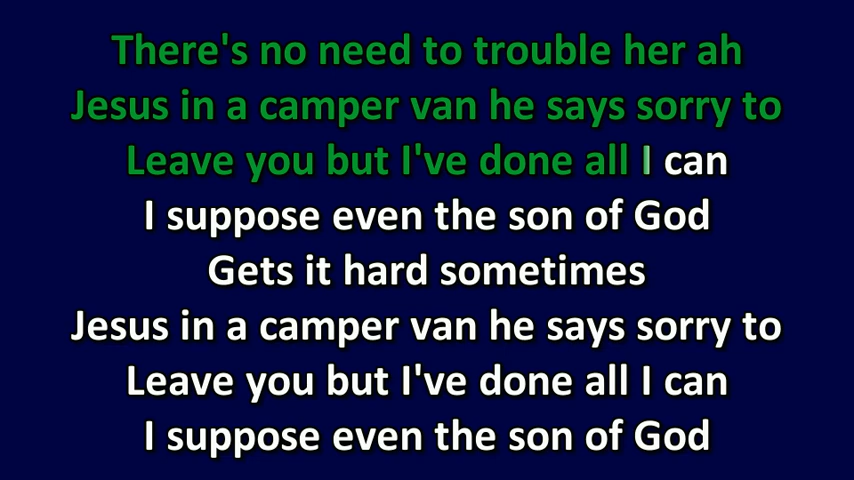 There's no need to trouble her ah
Jesus in a camper van he says sorry to
Leave you but I've done all I can
I suppose even the son of God
Gets it hard sometimes
Jesus in a camper van he says sorry to
Leave you but I've done all I can
I suppose even the son of God